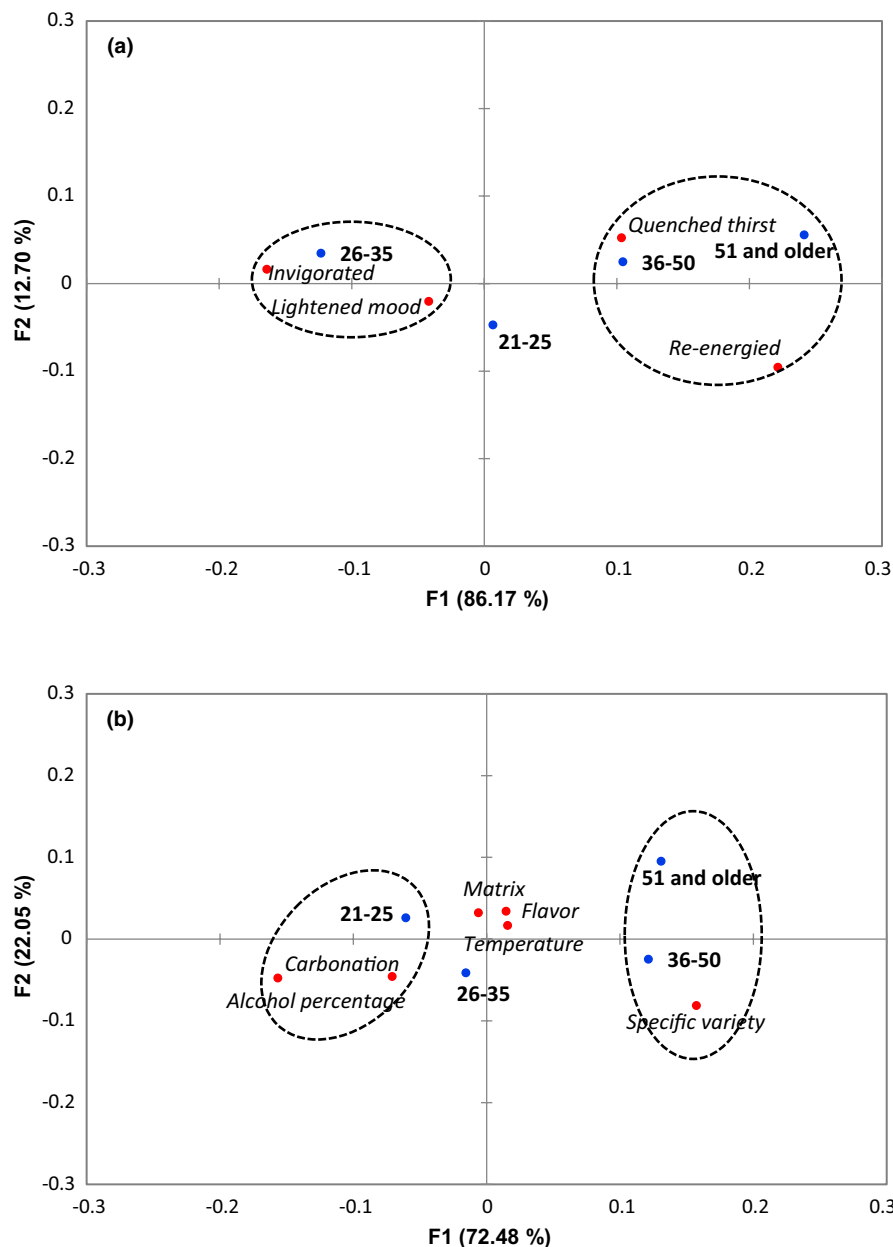 (a)
0.3
0.2
0.1
0
-0.1
-0.2
-0.3
F2 (12.70 %)
26-35
Invigorated
Lightened mood
21-25
Quenched thirst
51 and older
36-50
Re-energied
-0.3
-0.2
-0.1
0
0.1
0.2
0.3
F1 (86.17 %)
(b)
0.3
0.2
0.1
0
-0.1
-0.2
-0.3
F2 (22.05 %)
21-25
Carbonation
Alcohol percentage
Matrix
Flavor
Temperature
26-35
51 and older
36-50
Specific variety
-0.3
-0.2
-0.1
0
0.1
0.2
0.3
F1 (72.48 %)